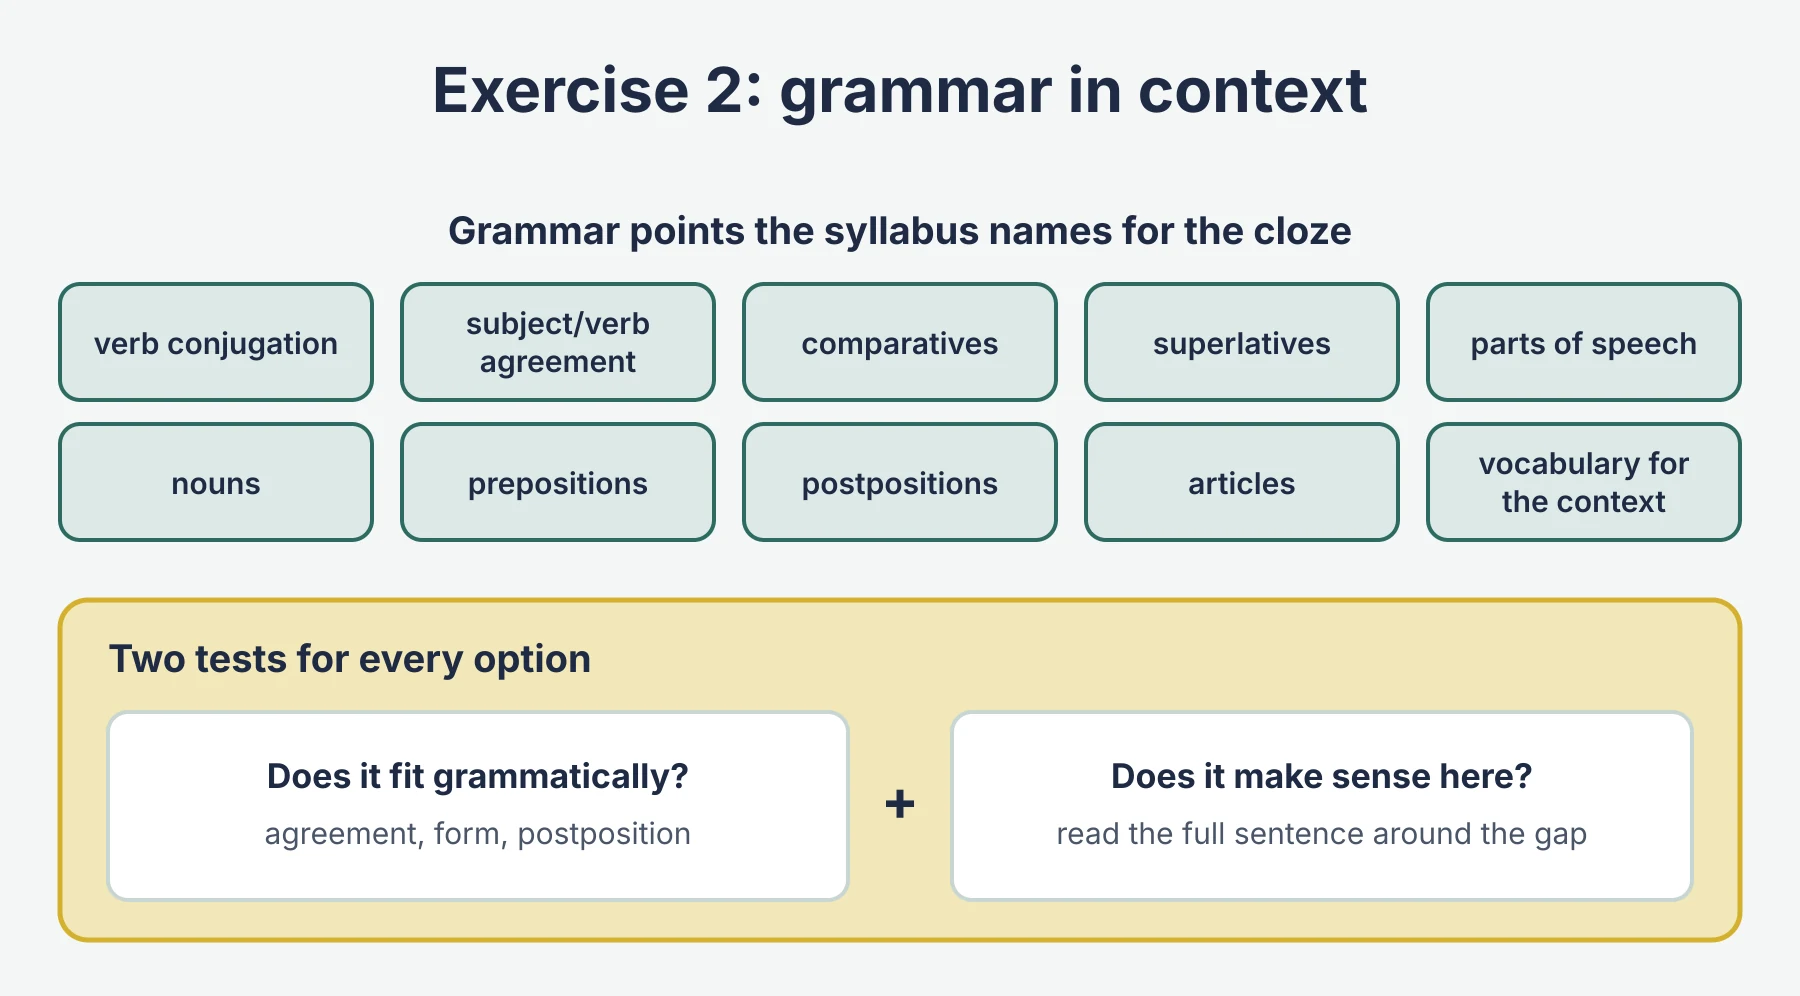 Exercise 2: grammar in context
Grammar points the syllabus names for the cloze
verb conjugation
subject/verb
agreement
comparatives
superlatives
parts of speech
nouns
prepositions
postpositions
articles
vocabulary for
the context
Two tests for every option
Does it fit grammatically?
agreement, form, postposition
+
Does it make sense here?
read the full sentence around the gap